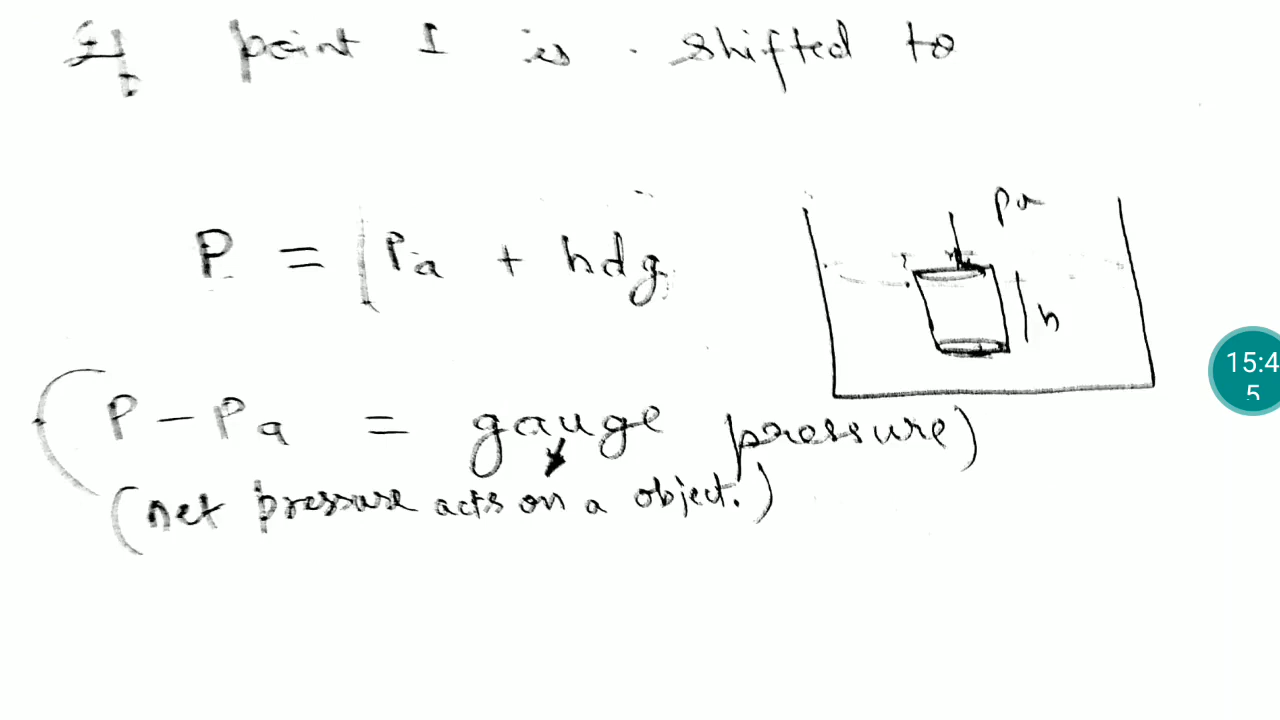 If point 1 is shifted to
Pa
P = Pa + hdg
h
15:4
5
P - Pa = gauge pressure)
(net pressure acts on a object.)